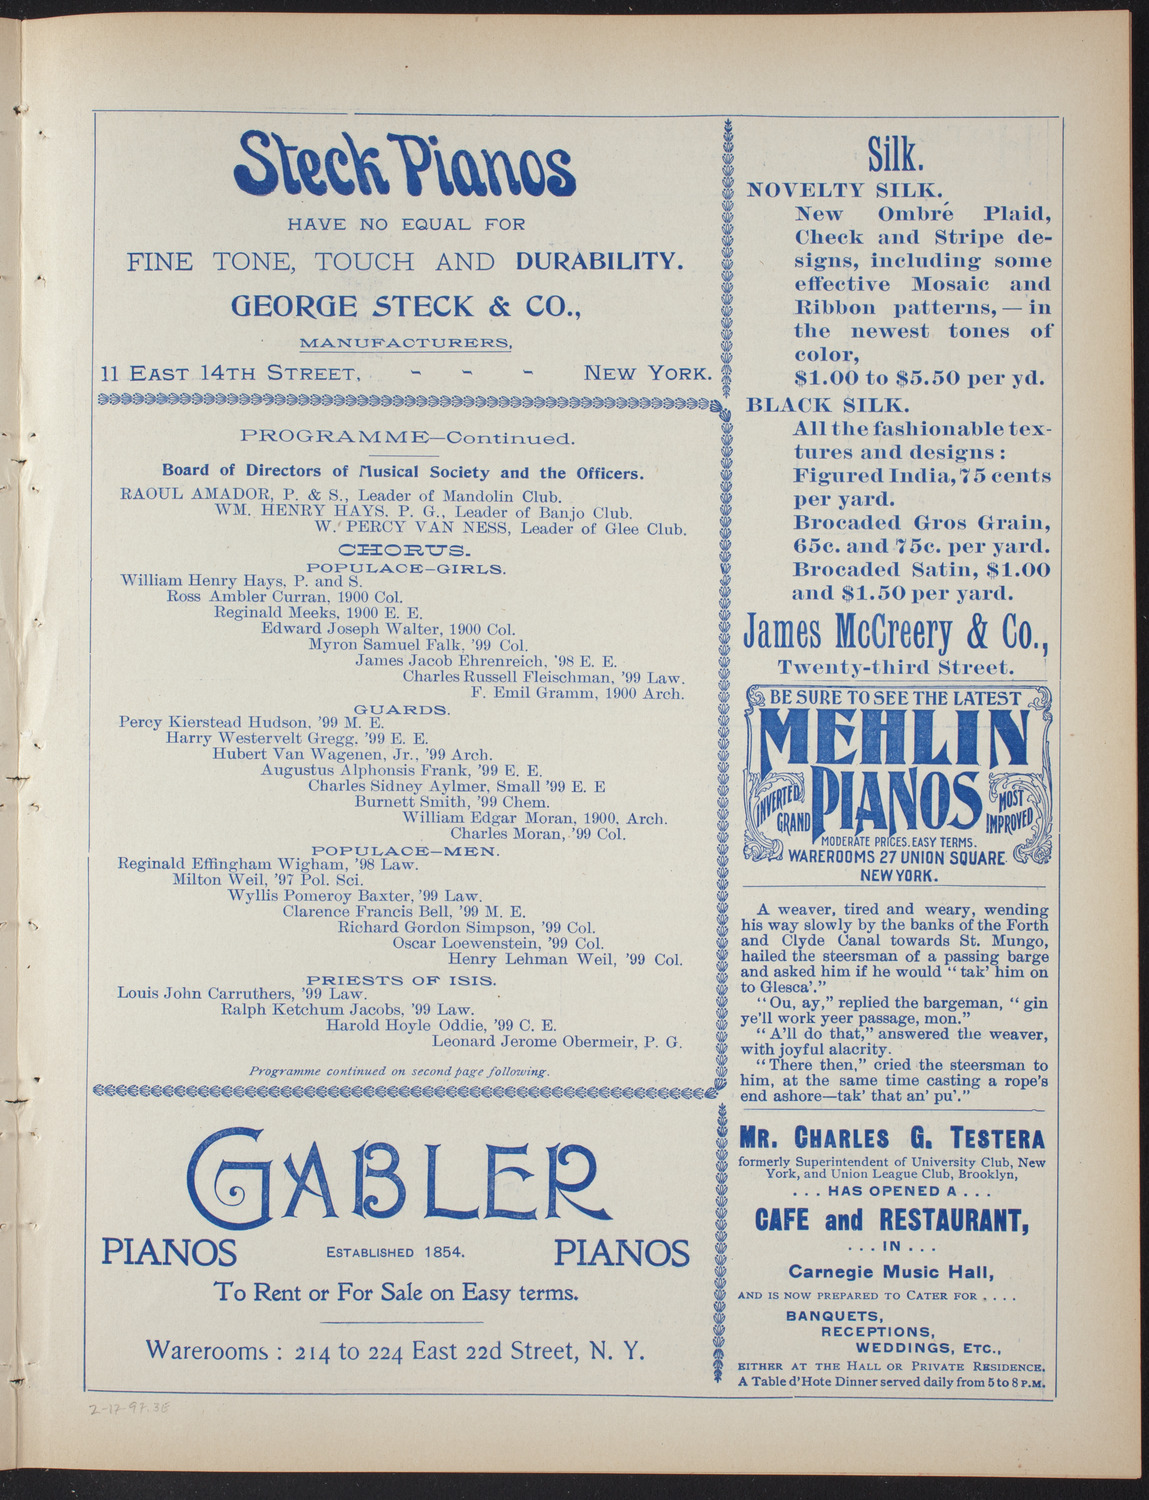 Steck Pianos
HAVE NO EQUAL FOR
FINE TONE, TOUCH AND DURABILITY.
GEORGE STECK & CO.,
MANUFACTURERS,
11 EAST 14TH STREET, - - - NEW YORK.
PROGRAMME—Continued.
Board of Directors of Musical Society and the Officers.
RAOUL AMADOR, P. & S., Leader of Mandolin Club.
WM. HENRY HAYS, P. G., Leader of Banjo Club.
W. PERCY VAN NESS, Leader of Glee Club.
CHORUS.
POPULACE—GIRLS.
William Henry Hays, P. and S.
Ross Ambler Curran, 1900 Col.
Reginald Meeks, 1900 E. E.
Edward Joseph Walter, 1900 Col.
Myron Samuel Falk, '99 Col.
James Jacob Ehrenreich, '98 E. E.
Charles Russell Fleischman, '99 Law.
F. Emil Gramm, 1900 Arch.
GUARDS.
Percy Kierstead Hudson, '99 M. E.
Harry Westervelt Gregg, '99 E. E.
Hubert Van Wagenen, Jr., '99 Arch.
Augustus Alphonsis Frank, '99 E. E.
Charles Sidney Aylmer, Small '99 E. E
Burnett Smith, '99 Chem.
William Edgar Moran, 1900, Arch.
Charles Moran, '99 Col.
POPULACE—MEN.
Reginald Effingham Wigham, '98 Law.
Milton Weil, '97 Pol. Sci.
Wyllis Pomeroy Baxter, '99 Law.
Clarence Francis Bell, '99 M. E.
Richard Gordon Simpson, '99 Col.
Oscar Loewenstein, '99 Col.
Henry Lehman Weil, '99 Col.
PRIESTS OF ISIS.
Louis John Carruthers, '99 Law.
Ralph Ketchum Jacobs, '99 Law.
Harold Hoyle Oddie, '99 C. E.
Leonard Jerome Obermeir, P. G.
Programme continued on second page following.
GABLER
PIANOS ESTABLISHED 1854. PIANOS
To Rent or For Sale on Easy terms.
Warerooms : 214 to 224 East 22d Street, N. Y.
Silk.
NOVELTY SILK.
New Ombré Plaid,
Check and Stripe de-
signs, including some
effective Mosaic and
Ribbon patterns,—in
the newest tones of
color,
$1.00 to $5.50 per yd.
BLACK SILK.
All the fashionable tex-
tures and designs :
Figured India, 75 cents
per yard.
Brocaded Gros Grain,
65c. and 75c. per yard.
Brocaded Satin, $1.00
and $1.50 per yard.
James McCreery & Co.,
Twenty-third Street.
BE SURE TO SEE THE LATEST
MEHLIN
PIANOS
INVERTED
GRAND
MOST
IMPROVED
MODERATE PRICES. EASY TERMS.
WAREROOMS 27 UNION SQUARE
NEW YORK.
A weaver, tired and weary, wending
his way slowly by the banks of the Forth
and Clyde Canal towards St. Mungo,
hailed the steersman of a passing barge
and asked him if he would "tak' him on
to Glesca'."
"Ou, ay," replied the bargeman, "gin
ye'll work yeer passage, mon."
"A'll do that," answered the weaver,
with joyful alacrity.
"There then," cried the steersman to
him, at the same time casting a rope's
end ashore—tak' that an' pu'."
MR. CHARLES G. TESTERA
formerly Superintendent of University Club, New
York, and Union League Club, Brooklyn,
. . . HAS OPENED A . . .
CAFE and RESTAURANT,
. . . IN . . .
Carnegie Music Hall,
AND IS NOW PREPARED TO CATER FOR . . . .
BANQUETS,
RECEPTIONS,
WEDDINGS, ETC.,
EITHER AT THE HALL OR PRIVATE RESIDENCE.
A Table d'Hote Dinner served daily from 5 to 8 P.M.
2-17-97.3E